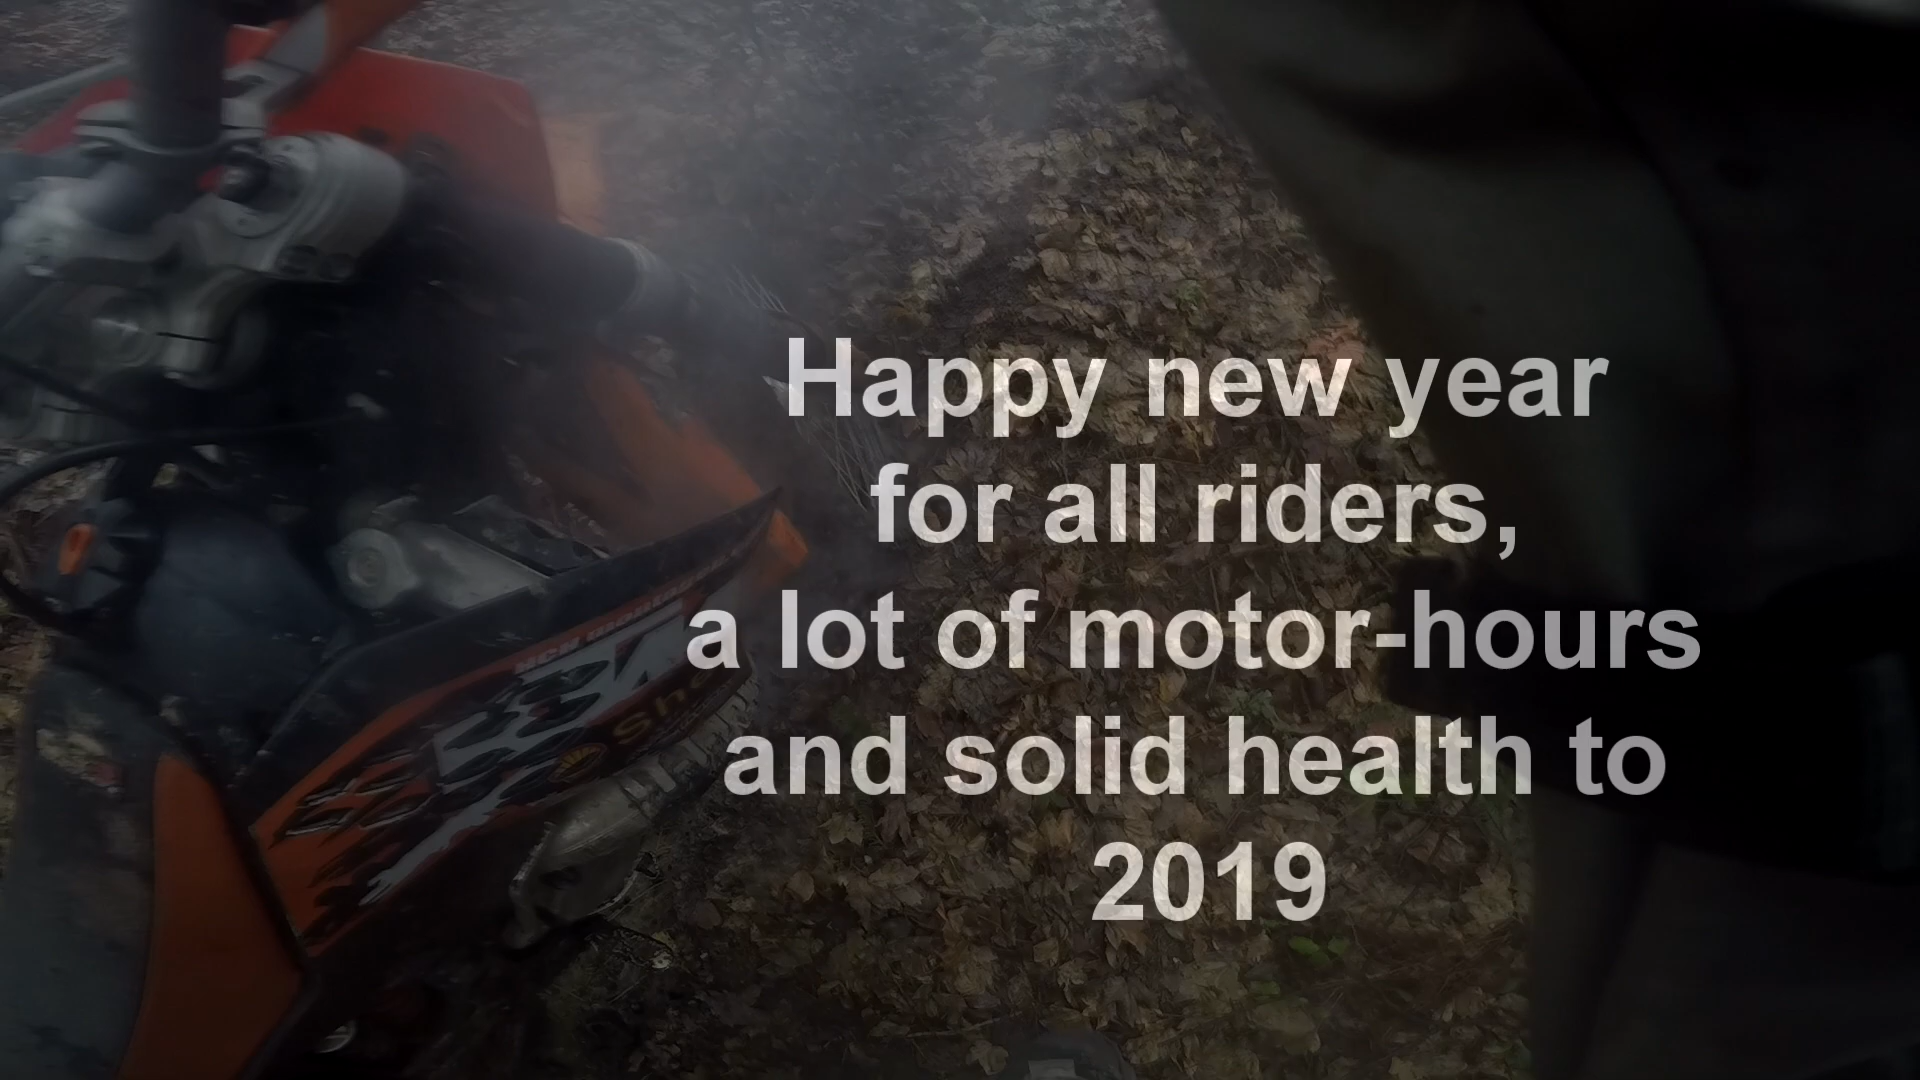 Happy new year
for all riders,
a lot of motor-hours
and solid health to
2019